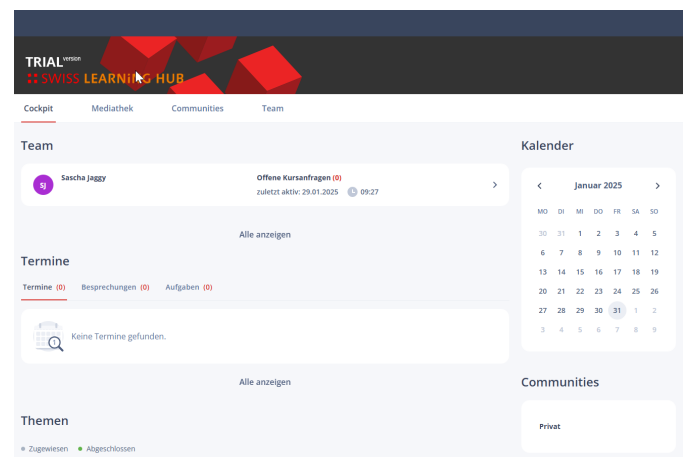 TRIAL version
SWISS LEARNiNG HUB
Cockpit Mediathek Communities Team
Team
SJ
Sascha Jaggy
Offene Kursanfragen (0)
zuletzt aktiv: 29.01.2025 09:27
Alle anzeigen
Termine
Termine (0) Besprechungen (0) Aufgaben (0)
1
Keine Termine gefunden.
Alle anzeigen
Themen
Zugewiesen Abgeschlossen
Kalender
Januar 2025
MO DI MI DO FR SA SO
30 31 1 2 3 4 5
6 7 8 9 10 11 12
13 14 15 16 17 18 19
20 21 22 23 24 25 26
27 28 29 30 31 1 2
3 4 5 6 7 8 9
Communities
Privat